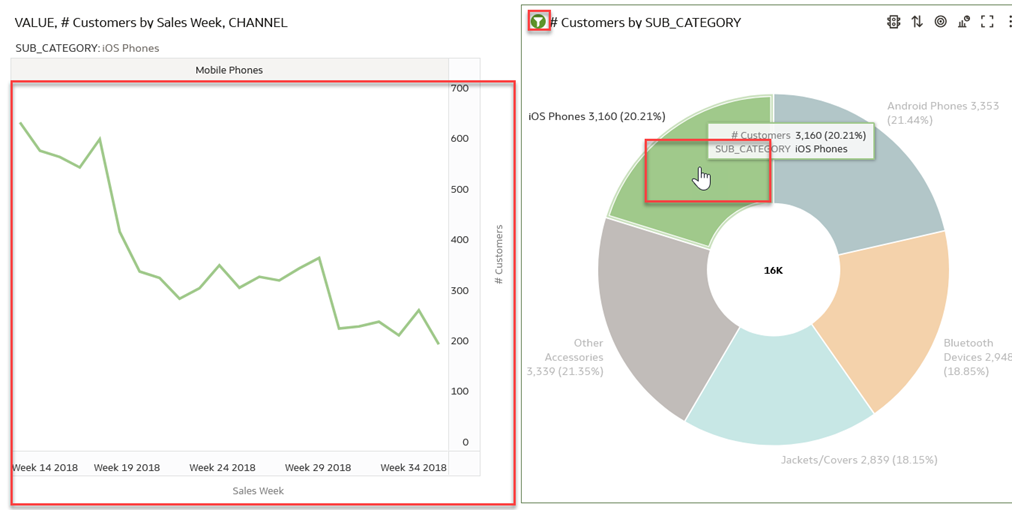 VALUE, # Customers by Sales Week, CHANNEL
SUB_CATEGORY: iOS Phones
Mobile Phones
700
600
500
400
300
200
100
0
# Customers
Week 14 2018
Week 19 2018
Week 24 2018
Week 29 2018
Week 34 2018
Sales Week
# Customers by SUB_CATEGORY
iOS Phones 3,160 (20.21%)
Android Phones 3,353
(21.44%)
# Customers 3,160 (20.21%)
SUB_CATEGORY iOS Phones
16K
Other
Accessories
3,339 (21.35%)
Bluetooth
Devices 2,948
(18.85%)
Jackets/Covers 2,839 (18.15%)